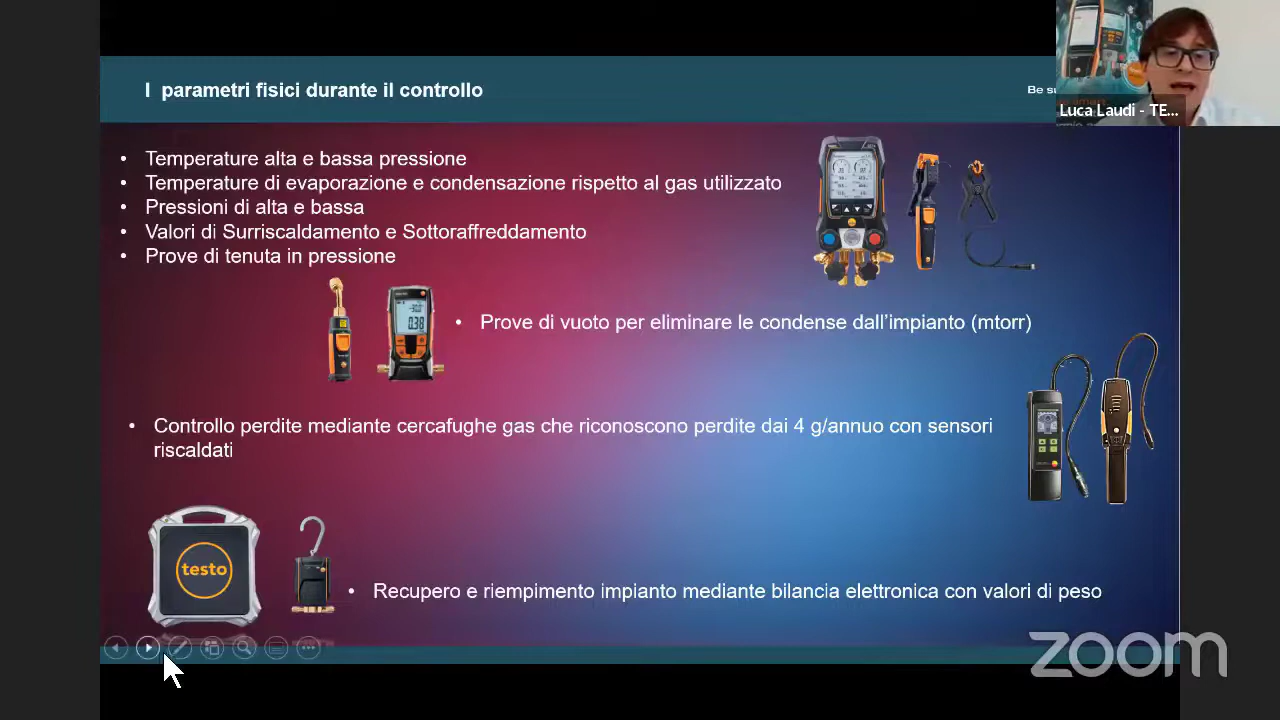 I parametri fisici durante il controllo
Be su
Luca Laudi - TE...
• Temperature alta e bassa pressione
• Temperature di evaporazione e condensazione rispetto al gas utilizzato
• Pressioni di alta e bassa
• Valori di Surriscaldamento e Sottoraffreddamento
• Prove di tenuta in pressione
0.38
• Prove di vuoto per eliminare le condense dall'impianto (mtorr)
• Controllo perdite mediante cercafughe gas che riconoscono perdite dai 4 g/annuo con sensori
riscaldati
testo
• Recupero e riempimento impianto mediante bilancia elettronica con valori di peso
zoom